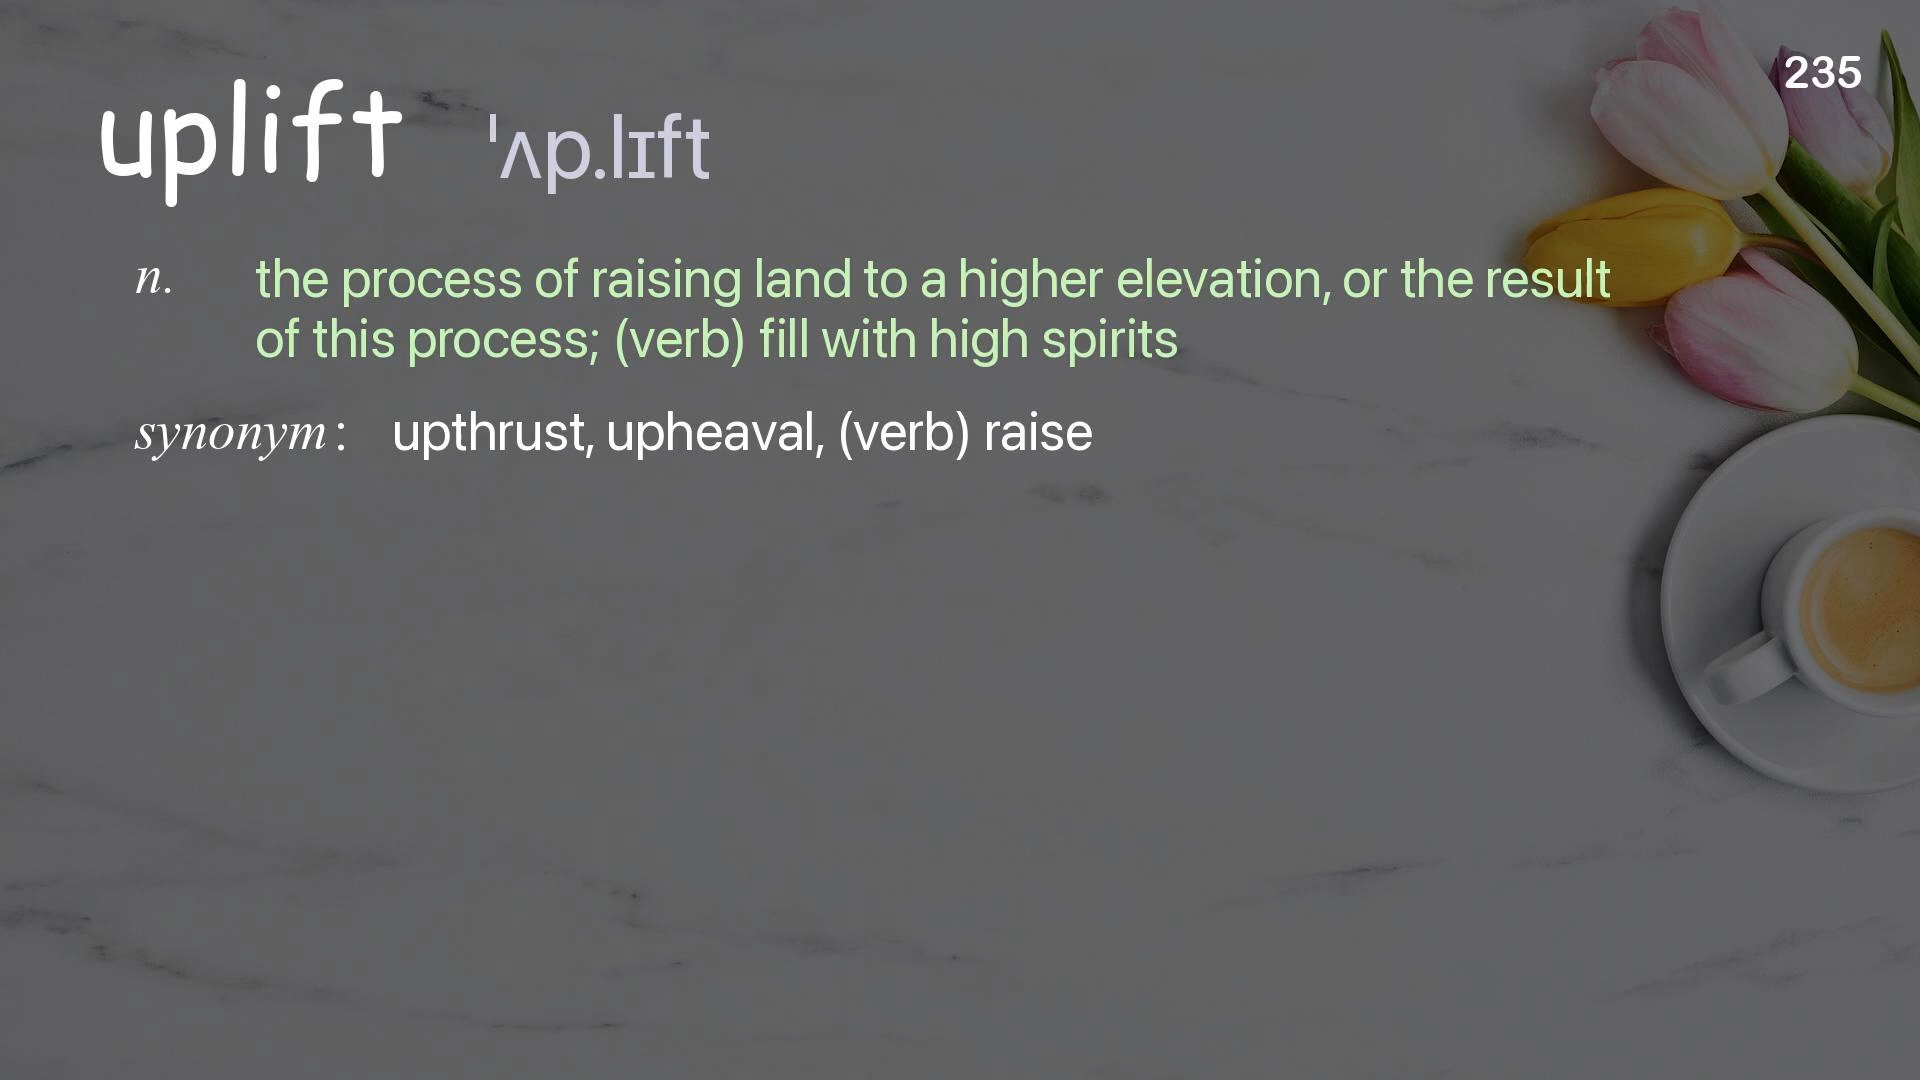 235
uplift ˈʌp.lɪft
n. the process of raising land to a higher elevation, or the result
of this process; (verb) fill with high spirits
synonym: upthrust, upheaval, (verb) raise